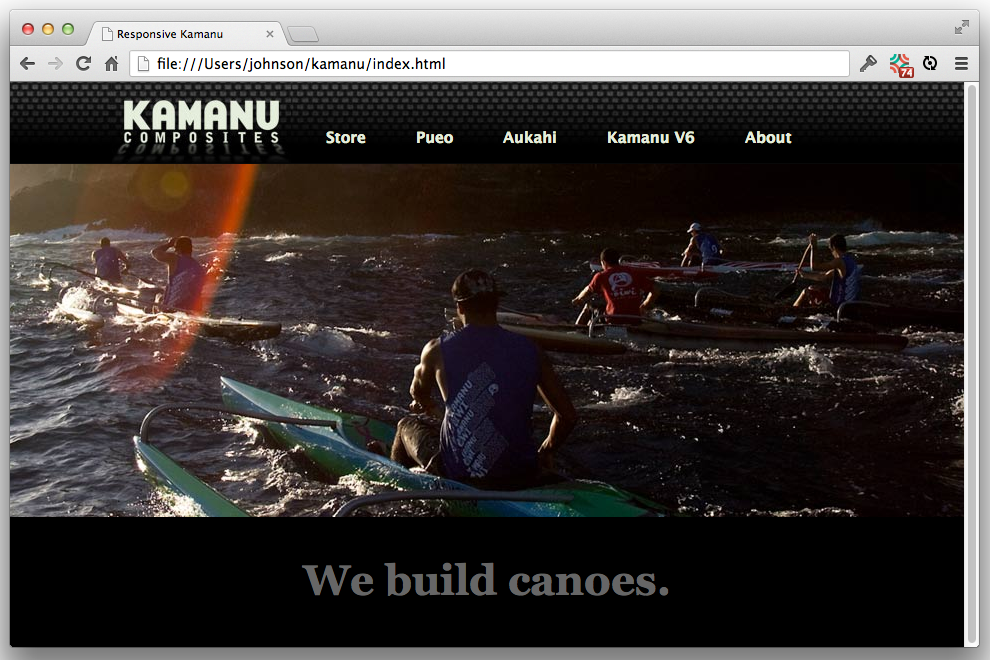 Responsive Kamanu
file:///Users/johnson/kamanu/index.html
74
KAMANU
COMPOSITES
Store Pueo Aukahi Kamanu V6 About
We build canoes.